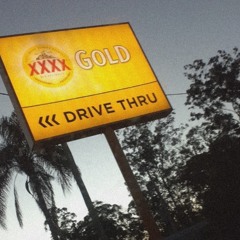 XXXX GOLD
<<< DRIVE THRU